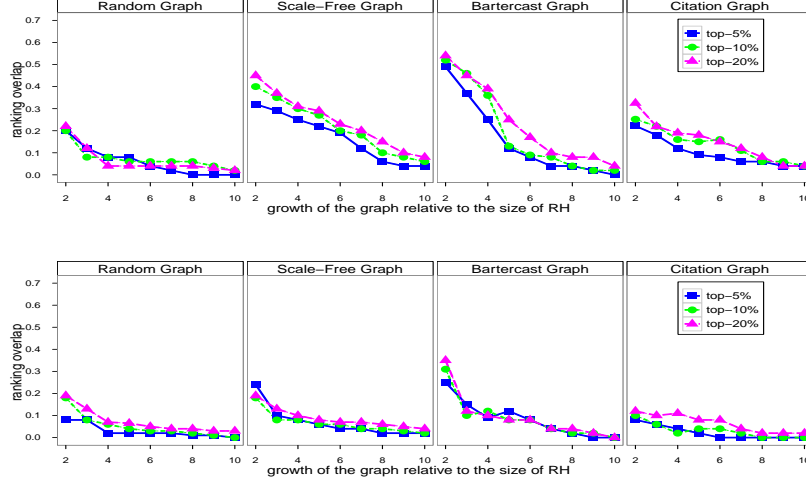 Random Graph Scale-Free Graph Bartercast Graph Citation Graph
0.7
0.6
0.5
0.4
0.3
0.2
0.1
0.0
ranking overlap
top-5%
top-10%
top-20%
2 4 6 8 10 2 4 6 8 10 2 4 6 8 10 2 4 6 8 10
growth of the graph relative to the size of RH
Random Graph Scale-Free Graph Bartercast Graph Citation Graph
0.7
0.6
0.5
0.4
0.3
0.2
0.1
0.0
ranking overlap
top-5%
top-10%
top-20%
2 4 6 8 10 2 4 6 8 10 2 4 6 8 10 2 4 6 8 10
growth of the graph relative to the size of RH